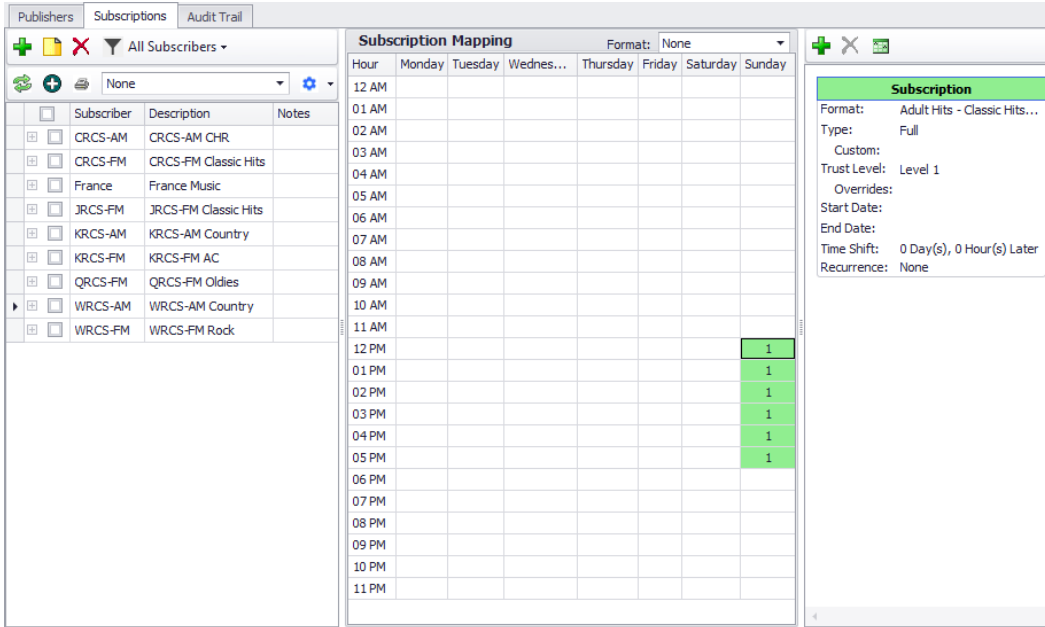 Publishers Subscriptions Audit Trail
All Subscribers
None
Subscriber Description Notes
CRCS-AM CRCS-AM CHR
CRCS-FM CRCS-FM Classic Hits
France France Music
JRCS-FM JRCS-FM Classic Hits
KRCS-AM KRCS-AM Country
KRCS-FM KRCS-FM AC
QRCS-FM QRCS-FM Oldies
WRCS-AM WRCS-AM Country
WRCS-FM WRCS-FM Rock
Subscription Mapping Format: None
Hour Monday Tuesday Wednes... Thursday Friday Saturday Sunday
12 AM
01 AM
02 AM
03 AM
04 AM
05 AM
06 AM
07 AM
08 AM
09 AM
10 AM
11 AM
12 PM 1
01 PM 1
02 PM 1
03 PM 1
04 PM 1
05 PM 1
06 PM
07 PM
08 PM
09 PM
10 PM
11 PM
Subscription
Format: Adult Hits - Classic Hits...
Type: Full
Custom:
Trust Level: Level 1
Overrides:
Start Date:
End Date:
Time Shift: 0 Day(s), 0 Hour(s) Later
Recurrence: None